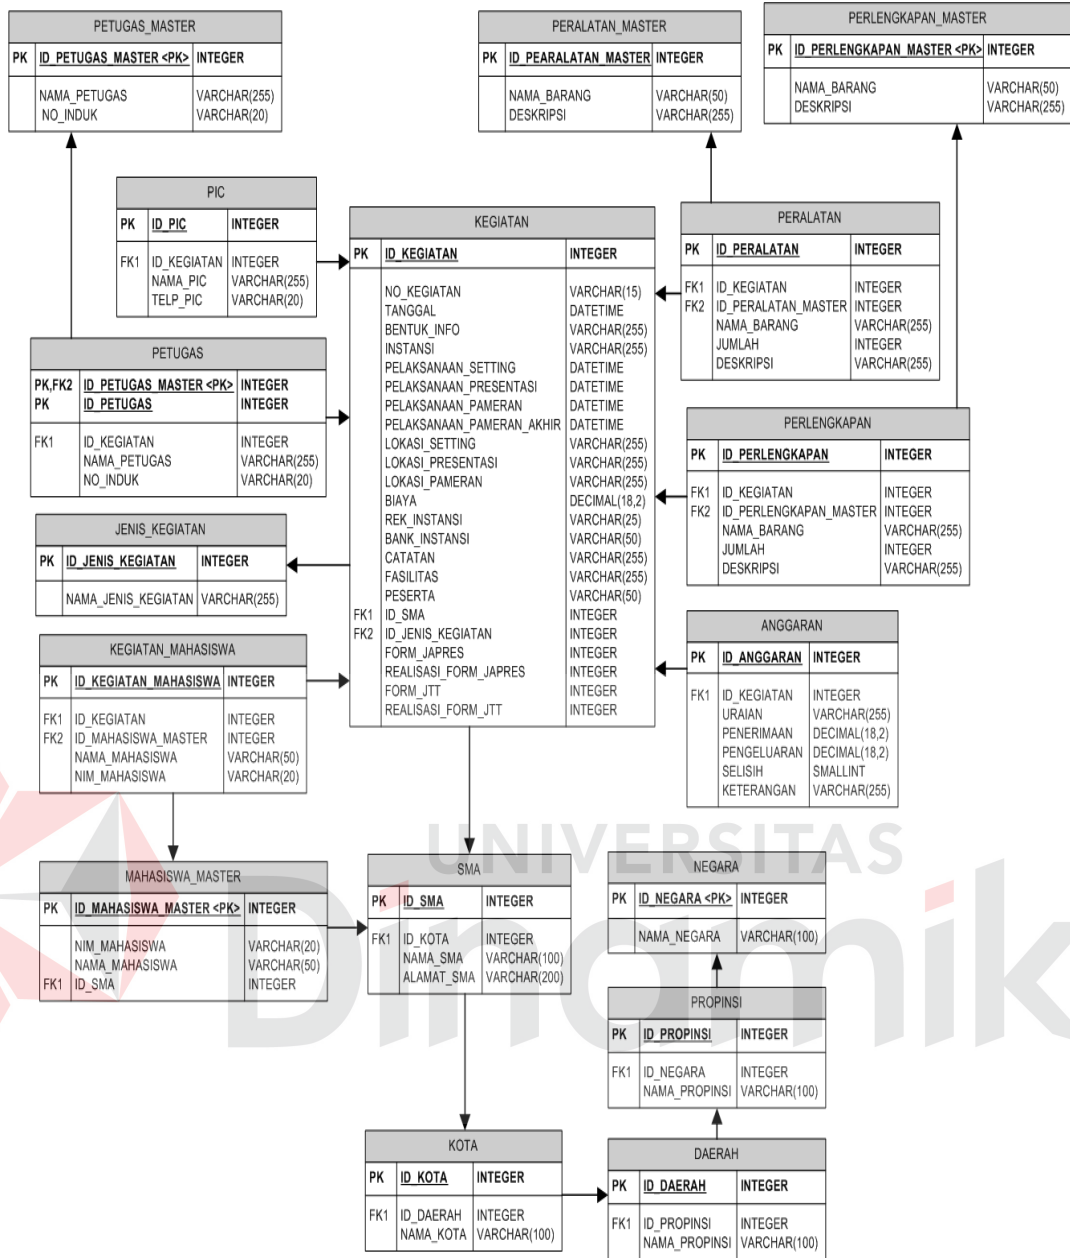 PETUGAS_MASTER
PK ID_PETUGAS_MASTER <PK> INTEGER
NAMA_PETUGAS VARCHAR(255)
NO_INDUK VARCHAR(20)
PERALATAN_MASTER
PK ID_PEARALATAN_MASTER INTEGER
NAMA_BARANG VARCHAR(50)
DESKRIPSI VARCHAR(255)
PERLENGKAPAN_MASTER
PK ID_PERLENGKAPAN_MASTER <PK> INTEGER
NAMA_BARANG VARCHAR(50)
DESKRIPSI VARCHAR(255)
PIC
PK ID_PIC INTEGER
FK1 ID_KEGIATAN INTEGER
NAMA_PIC VARCHAR(255)
TELP_PIC VARCHAR(20)
KEGIATAN
PK ID_KEGIATAN INTEGER
NO_KEGIATAN VARCHAR(15)
TANGGAL DATETIME
BENTUK_INFO VARCHAR(255)
INSTANSI VARCHAR(255)
PELAKSANAAN_SETTING DATETIME
PELAKSANAAN_PRESENTASI DATETIME
PELAKSANAAN_PAMERAN DATETIME
PELAKSANAAN_PAMERAN_AKHIR DATETIME
LOKASI_SETTING VARCHAR(255)
LOKASI_PRESENTASI VARCHAR(255)
LOKASI_PAMERAN VARCHAR(255)
BIAYA DECIMAL(18,2)
REK_INSTANSI VARCHAR(25)
BANK_INSTANSI VARCHAR(50)
CATATAN VARCHAR(255)
FASILITAS VARCHAR(255)
PESERTA VARCHAR(50)
FK1 ID_SMA INTEGER
FK2 ID_JENIS_KEGIATAN INTEGER
FORM_JAPRES INTEGER
REALISASI_FORM_JAPRES INTEGER
FORM_JTT INTEGER
REALISASI_FORM_JTT INTEGER
PERALATAN
PK ID_PERALATAN INTEGER
FK1 ID_KEGIATAN INTEGER
FK2 ID_PERALATAN_MASTER INTEGER
NAMA_BARANG VARCHAR(255)
JUMLAH INTEGER
DESKRIPSI VARCHAR(255)
PETUGAS
PK,FK2 ID_PETUGAS_MASTER <PK> INTEGER
PK ID_PETUGAS INTEGER
FK1 ID_KEGIATAN INTEGER
NAMA_PETUGAS VARCHAR(255)
NO_INDUK VARCHAR(20)
PERLENGKAPAN
PK ID_PERLENGKAPAN INTEGER
FK1 ID_KEGIATAN INTEGER
FK2 ID_PERLENGKAPAN_MASTER INTEGER
NAMA_BARANG VARCHAR(255)
JUMLAH INTEGER
DESKRIPSI VARCHAR(255)
JENIS_KEGIATAN
PK ID_JENIS_KEGIATAN INTEGER
NAMA_JENIS_KEGIATAN VARCHAR(255)
KEGIATAN_MAHASISWA
PK ID_KEGIATAN_MAHASISWA INTEGER
FK1 ID_KEGIATAN INTEGER
FK2 ID_MAHASISWA_MASTER INTEGER
NAMA_MAHASISWA VARCHAR(50)
NIM_MAHASISWA VARCHAR(20)
ANGGARAN
PK ID_ANGGARAN INTEGER
FK1 ID_KEGIATAN INTEGER
URAIAN VARCHAR(255)
PENERIMAAN DECIMAL(18,2)
PENGELUARAN DECIMAL(18,2)
SELISIH SMALLINT
KETERANGAN VARCHAR(255)
UNIVERSITAS
Dinamika
MAHASISWA_MASTER
PK ID_MAHASISWA_MASTER <PK> INTEGER
NIM_MAHASISWA VARCHAR(20)
NAMA_MAHASISWA VARCHAR(50)
FK1 ID_SMA INTEGER
SMA
PK ID_SMA INTEGER
FK1 ID_KOTA INTEGER
NAMA_SMA VARCHAR(100)
ALAMAT_SMA VARCHAR(200)
NEGARA
PK ID_NEGARA <PK> INTEGER
NAMA_NEGARA VARCHAR(100)
PROPINSI
PK ID_PROPINSI INTEGER
FK1 ID_NEGARA INTEGER
NAMA_PROPINSI VARCHAR(100)
KOTA
PK ID_KOTA INTEGER
FK1 ID_DAERAH INTEGER
NAMA_KOTA VARCHAR(100)
DAERAH
PK ID_DAERAH INTEGER
FK1 ID_PROPINSI INTEGER
NAMA_PROPINSI VARCHAR(100)